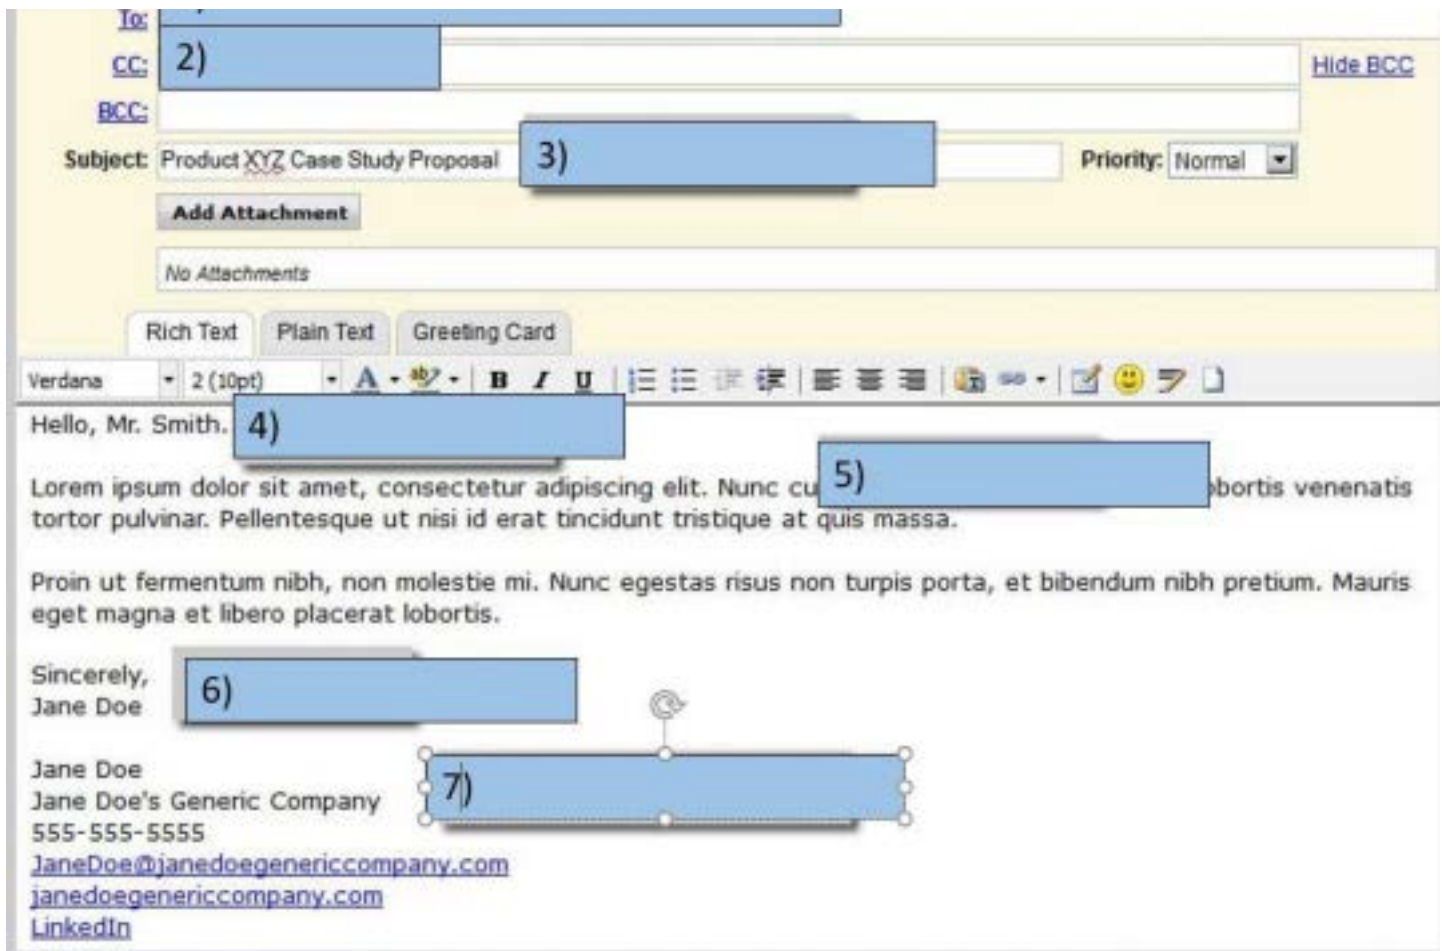 To:
CC: 2) Hide BCC
BCC:
Subject: Product XYZ Case Study Proposal 3) Priority: Normal
Add Attachment
No Attachments
Rich Text Plain Text Greeting Card
Verdana 2 (10pt) A ab B I U
Hello, Mr. Smith. 4)
5)
Lorem ipsum dolor sit amet, consectetur adipiscing elit. Nunc cu bortis venenatis
tortor pulvinar. Pellentesque ut nisi id erat tincidunt tristique at quis massa.
Proin ut fermentum nibh, non molestie mi. Nunc egestas risus non turpis porta, et bibendum nibh pretium. Mauris
eget magna et libero placerat lobortis.
Sincerely,
6)
Jane Doe
Jane Doe
7)
Jane Doe's Generic Company
555-555-5555
JaneDoe@janedoegenericcompany.com
janedoegenericcompany.com
LinkedIn